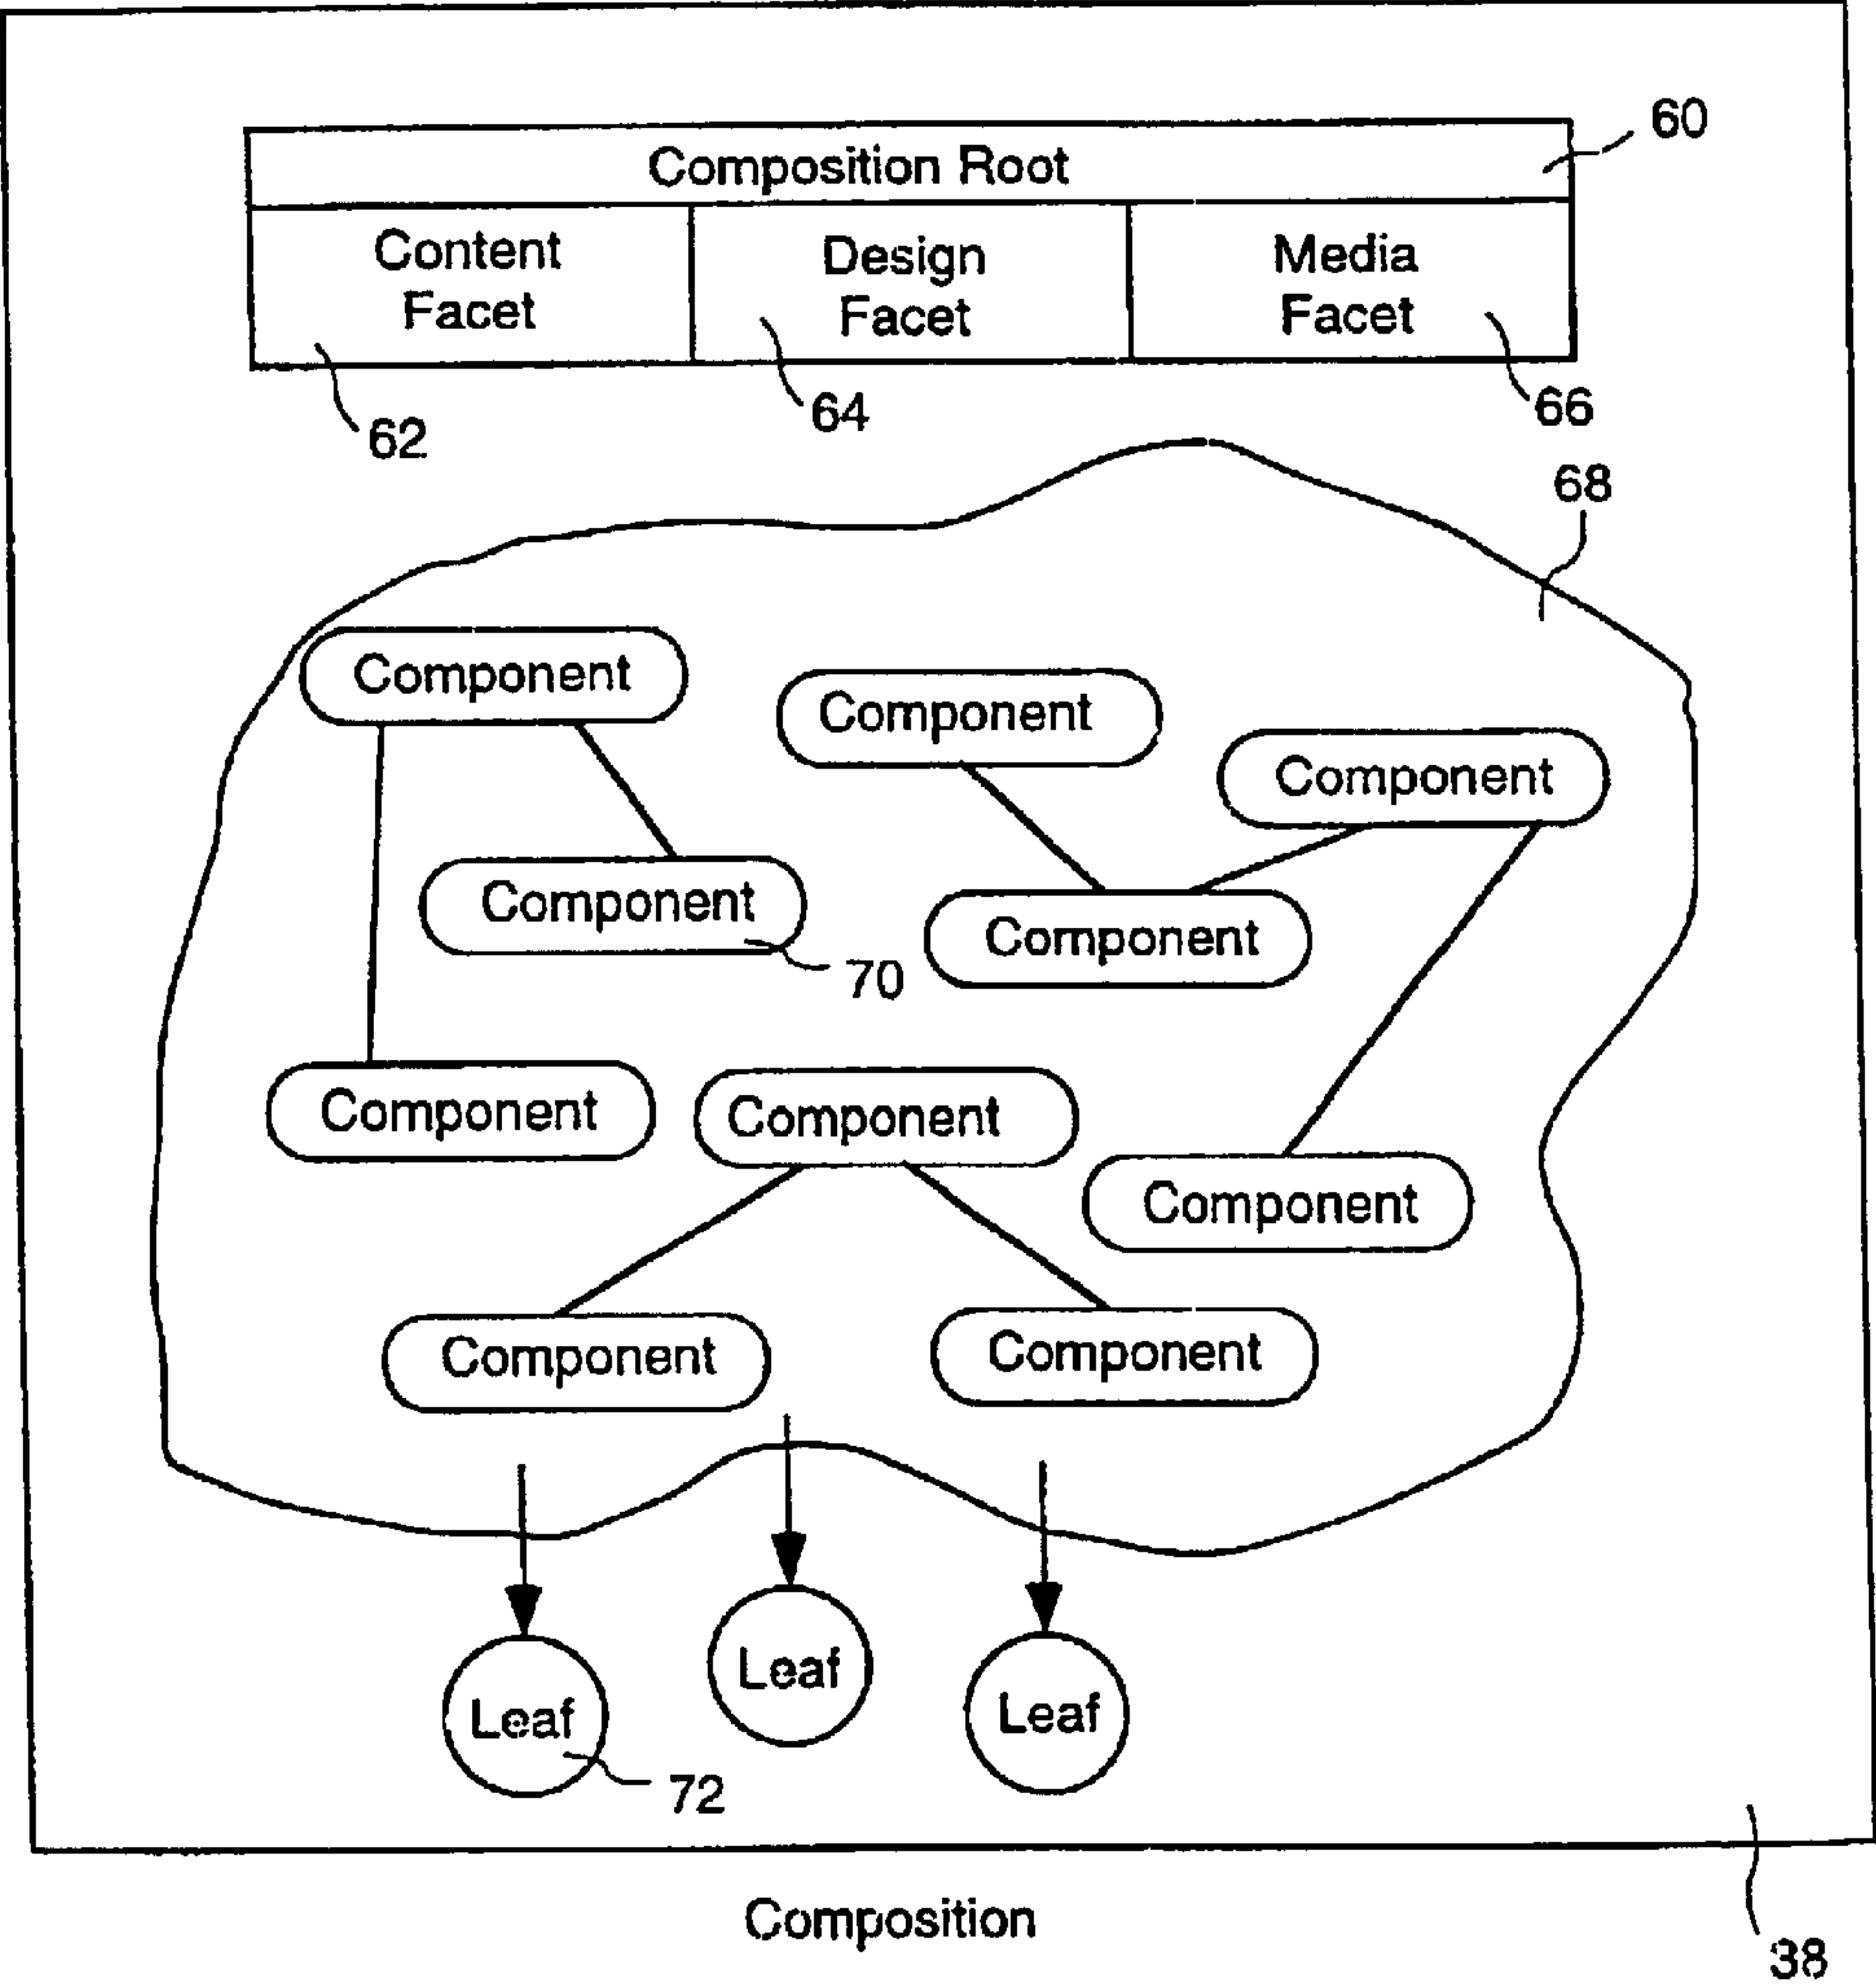 60
Composition Root
Content
Facet
Design
Facet
Media
Facet
62
64
66
68
Component
Component
Component
Component
70
Component
Component
Component
Component
Component
Component
Leaf
Leaf
Leaf
72
Composition
38